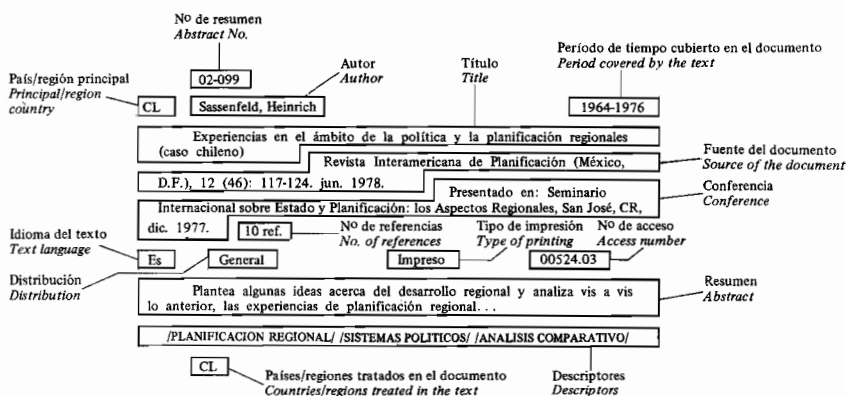 Nº de resumen
Abstract No.
Período de tiempo cubierto en el documento
Period covered by the text
Autor
Author
Título
Title
País/región principal
Principal/region
country
02-099
CL
Sassenfeld, Heinrich
1964-1976
Experiencias en el ámbito de la política y la planificación regionales
(caso chileno)
Revista Interamericana de Planificación (México,
D.F.), 12 (46): 117-124. jun. 1978.
Fuente del documento
Source of the document
Presentado en: Seminario
Internacional sobre Estado y Planificación: los Aspectos Regionales, San José, CR,
dic. 1977.
Conferencia
Conference
10 ref.
Nº de referencias
No. of references
Tipo de impresión
Type of printing
Nº de acceso
Access number
Idioma del texto
Text language
Es
General
Impreso
00524.03
Distribución
Distribution
Resumen
Abstract
Plantea algunas ideas acerca del desarrollo regional y analiza vis a vis
lo anterior, las experiencias de planificación regional...
/PLANIFICACION REGIONAL/ /SISTEMAS POLITICOS/ /ANALISIS COMPARATIVO/
CL
Países/regiones tratados en el documento
Countries/regions treated in the text
Descriptores
Descriptors